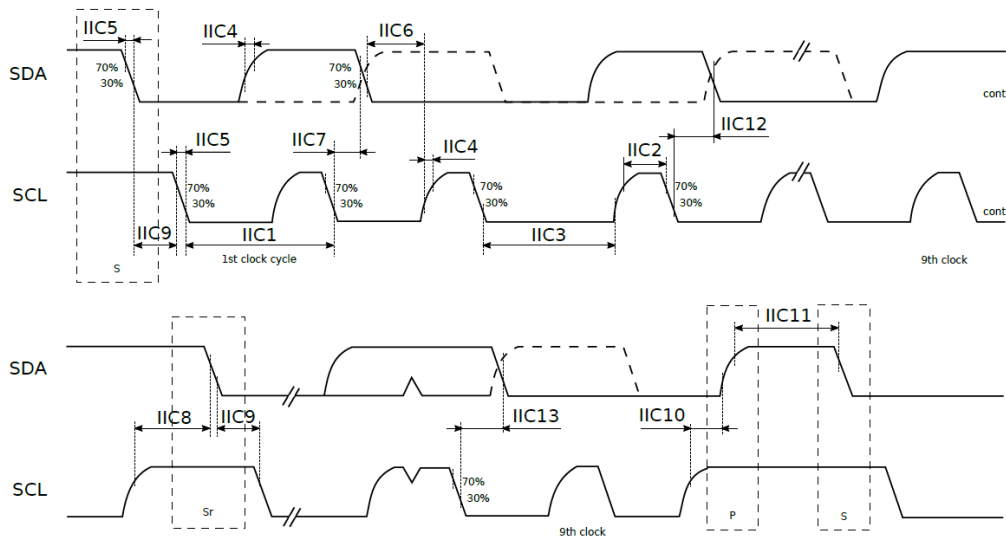 IIC5 IIC4 IIC6
SDA 70% 30% 70% 30% cont
IIC12
IIC5 IIC7 IIC4 IIC2
SCL 70% 30% 70% 30% 70% 30% 70% 30% cont
IIC9 IIC1 IIC3
S 1st clock cycle 9th clock
IIC11
SDA
IIC8 IIC9 IIC13 IIC10
SCL 70% 30%
Sr 9th clock P S